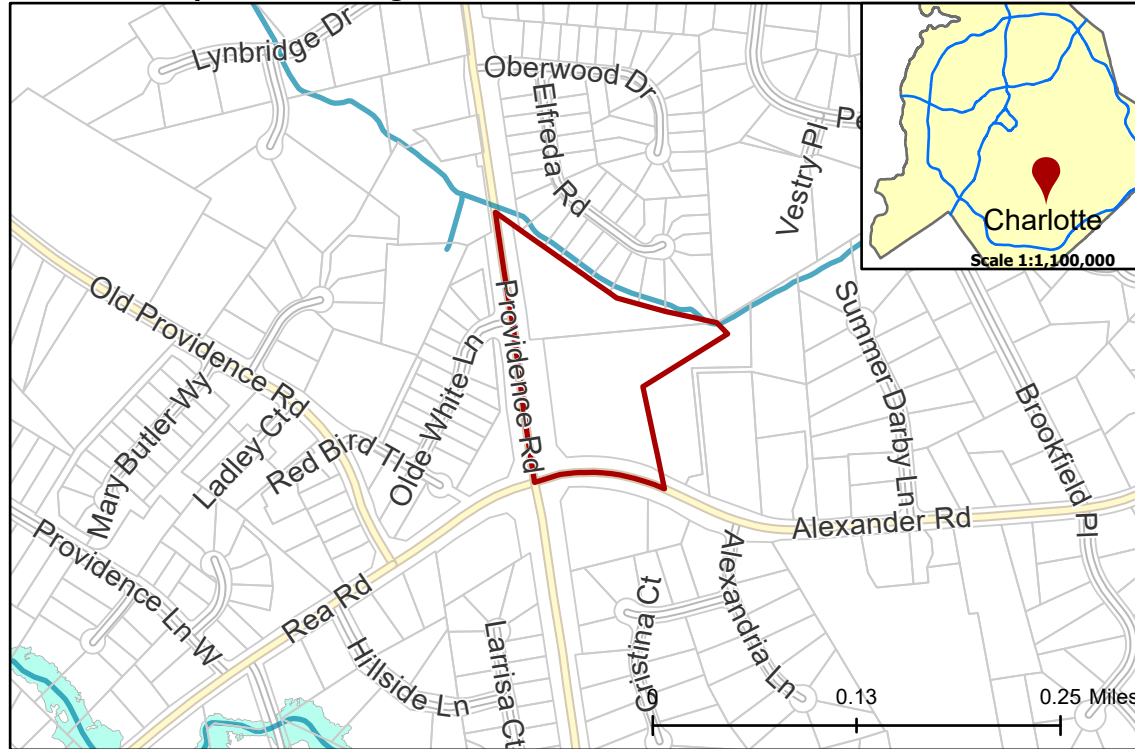 Lynbridge Dr
Oberwood Dr
Elfreda Rd
Vestry Pl
Pe
Charlotte
Scale 1:1,100,000
Old Providence Rd
Providence Rd
Olde White Ln
Summer Darby Ln
Brookfield Pl
Mary Butler Wy
Ladley Ct
Red Bird Tl
Alexander Rd
Providence Ln W
Rea Rd
Hillside Ln
Larrisa Ct
Cristina Ct
Alexandria Ln
0 0.13 0.25 Miles